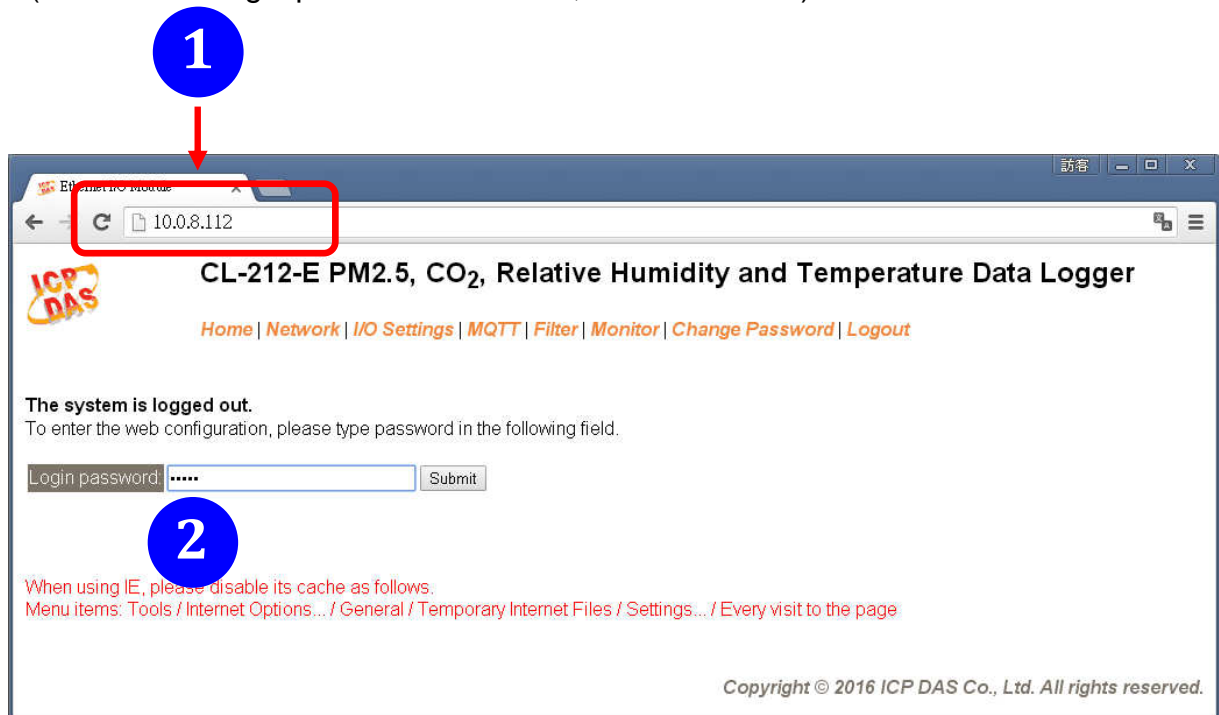 1
訪客
Ethernet I/O Module
10.0.8.112
ICP DAS
CL-212-E PM2.5, CO2, Relative Humidity and Temperature Data Logger
Home | Network | I/O Settings | MQTT | Filter | Monitor | Change Password | Logout
The system is logged out.
To enter the web configuration, please type password in the following field.
Login password: ••••• Submit
2
When using IE, please disable its cache as follows.
Menu items: Tools / Internet Options... / General / Temporary Internet Files / Settings... / Every visit to the page
Copyright © 2016 ICP DAS Co., Ltd. All rights reserved.